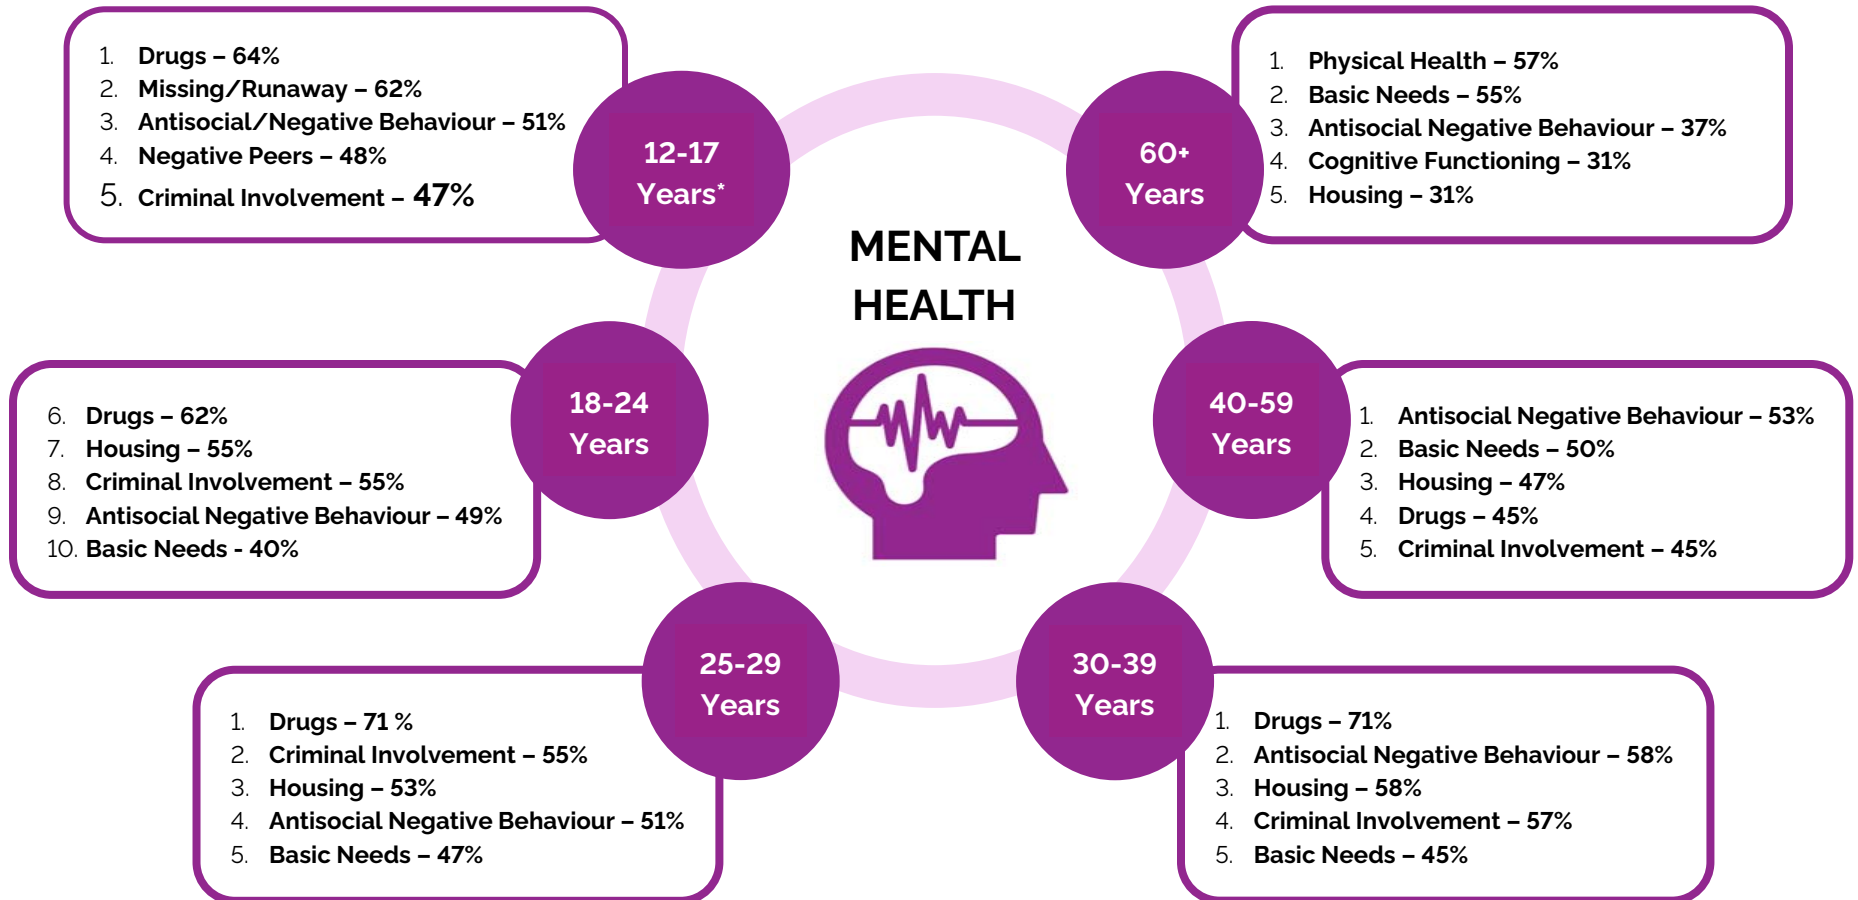 1. Drugs – 64%
2. Missing/Runaway – 62%
3. Antisocial/Negative Behaviour – 51%
4. Negative Peers – 48%
5. Criminal Involvement – 47%
12-17
Years*
60+
Years
1. Physical Health – 57%
2. Basic Needs – 55%
3. Antisocial Negative Behaviour – 37%
4. Cognitive Functioning – 31%
5. Housing – 31%
MENTAL
HEALTH
6. Drugs – 62%
7. Housing – 55%
8. Criminal Involvement – 55%
9. Antisocial Negative Behaviour – 49%
10. Basic Needs - 40%
18-24
Years
40-59
Years
1. Antisocial Negative Behaviour – 53%
2. Basic Needs – 50%
3. Housing – 47%
4. Drugs – 45%
5. Criminal Involvement – 45%
1. Drugs – 71 %
2. Criminal Involvement – 55%
3. Housing – 53%
4. Antisocial Negative Behaviour – 51%
5. Basic Needs – 47%
25-29
Years
30-39
Years
1. Drugs – 71%
2. Antisocial Negative Behaviour – 58%
3. Housing – 58%
4. Criminal Involvement – 57%
5. Basic Needs – 45%